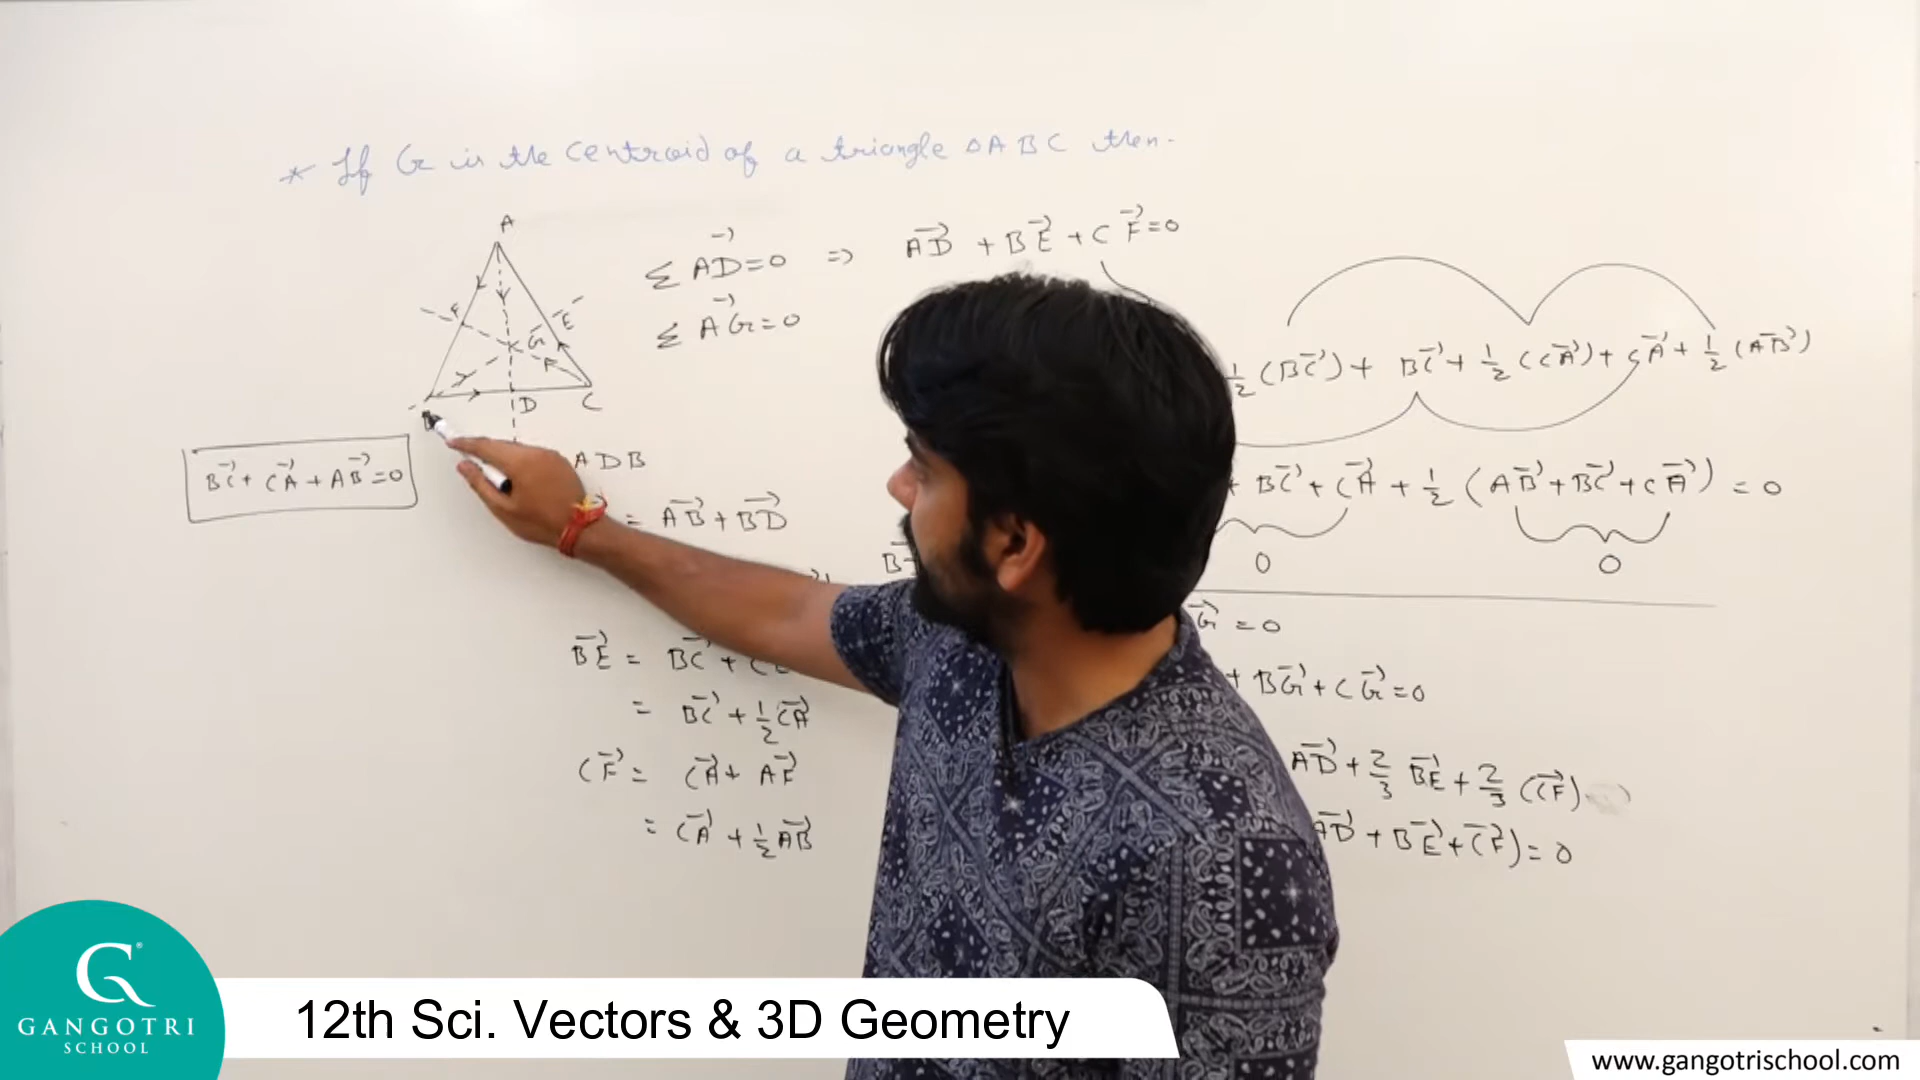 * If G is the centroid of a triangle ΔABC then.
A
F
E
G
D
C
Σ AD⃗ = 0 ⇒ AD⃗ + BE⃗ + CF⃗ = 0
Σ AG⃗ = 0
BC⃗ + CA⃗ + AB⃗ = 0
ADB
= AB⃗ + BD⃗
BE⃗ = BC⃗ + C
= BC⃗ + 1/2 CA⃗
CF⃗ = CA⃗ + AF⃗
= CA⃗ + 1/2 AB⃗
1/2 (BC⃗) + BC⃗ + 1/2 (CA⃗) + CA⃗ + 1/2 (AB⃗)
+ BC⃗ + CA⃗ + 1/2 (AB⃗ + BC⃗ + CA⃗) = 0
0
0
G⃗ = 0
+ BG⃗ + CG⃗ = 0
AD⃗ + 2/3 BE⃗ + 2/3 (CF⃗)
AD⃗ + BE⃗ + CF⃗) = 0
G®
GANGOTRI
SCHOOL
12th Sci. Vectors & 3D Geometry
www.gangotrischool.com